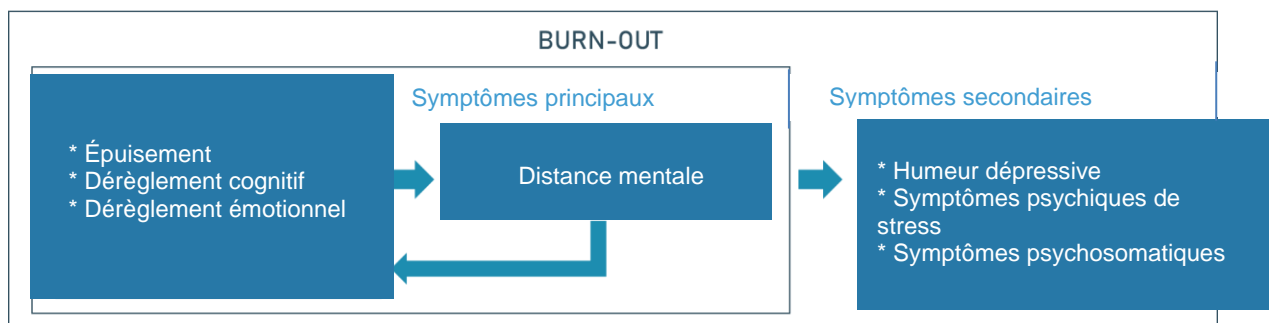 BURN-OUT
Symptômes principaux
* Épuisement
* Dérèglement cognitif
* Dérèglement émotionnel
Distance mentale
Symptômes secondaires
* Humeur dépressive
* Symptômes psychiques de
stress
* Symptômes psychosomatiques